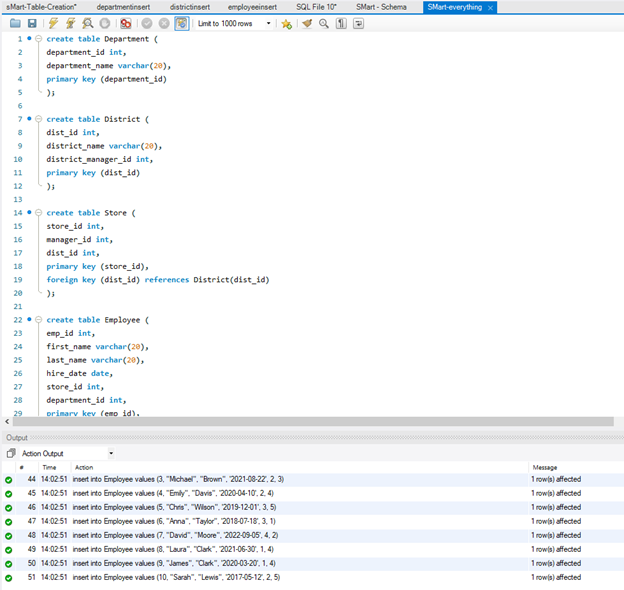 sMart-Table-Creation* departmentinsert districtinsert employeeinsert SQL File 10* SMart - Schema SMart-everything
Limit to 1000 rows
1 create table Department (
2 department_id int,
3 department_name varchar(20),
4 primary key (department_id)
5 );
6
7 create table District (
8 dist_id int,
9 district_name varchar(20),
10 district_manager_id int,
11 primary key (dist_id)
12 );
13
14 create table Store (
15 store_id int,
16 manager_id int,
17 dist_id int,
18 primary key (store_id),
19 foreign key (dist_id) references District(dist_id)
20 );
21
22 create table Employee (
23 emp_id int,
24 first_name varchar(20),
25 last_name varchar(20),
26 hire_date date,
27 store_id int,
28 department_id int,
29 primary key (emp_id),
Output
Action Output
# Time Action Message
44 14:02:51 insert into Employee values (3, "Michael", "Brown", '2021-08-22', 2, 3) 1 row(s) affected
45 14:02:51 insert into Employee values (4, "Emily", "Davis", '2020-04-10', 2, 4) 1 row(s) affected
46 14:02:51 insert into Employee values (5, "Chris", "Wilson", '2019-12-01', 3, 5) 1 row(s) affected
47 14:02:51 insert into Employee values (6, "Anna", "Taylor", '2018-07-18', 3, 1) 1 row(s) affected
48 14:02:51 insert into Employee values (7, "David", "Moore", '2022-09-05', 4, 2) 1 row(s) affected
49 14:02:51 insert into Employee values (8, "Laura", "Clark", '2021-06-30', 1, 4) 1 row(s) affected
50 14:02:51 insert into Employee values (9, "James", "Clark", '2020-03-20', 1, 4) 1 row(s) affected
51 14:02:51 insert into Employee values (10, "Sarah", "Lewis", '2017-05-12', 2, 5) 1 row(s) affected